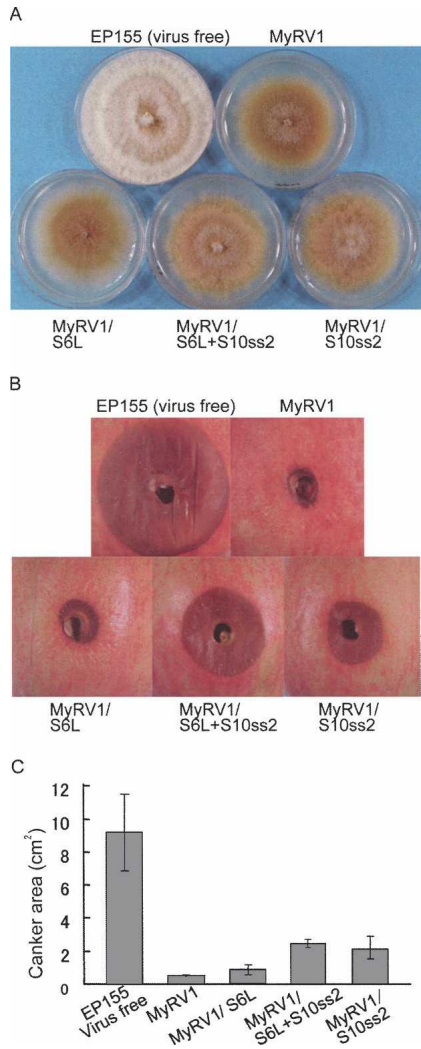 A
EP155 (virus free) MyRV1
MyRV1/ MyRV1/ MyRV1/
S6L S6L+S10ss2 S10ss2
B
EP155 (virus free) MyRV1
MyRV1/ MyRV1/ MyRV1/
S6L S6L+S10ss2 S10ss2
C
Canker area (cm²)
12
10
8
6
4
2
0
EP155
Virus free
MyRV1
MyRV1/ S6L
MyRV1/
S6L+S10ss2
MyRV1/
S10ss2